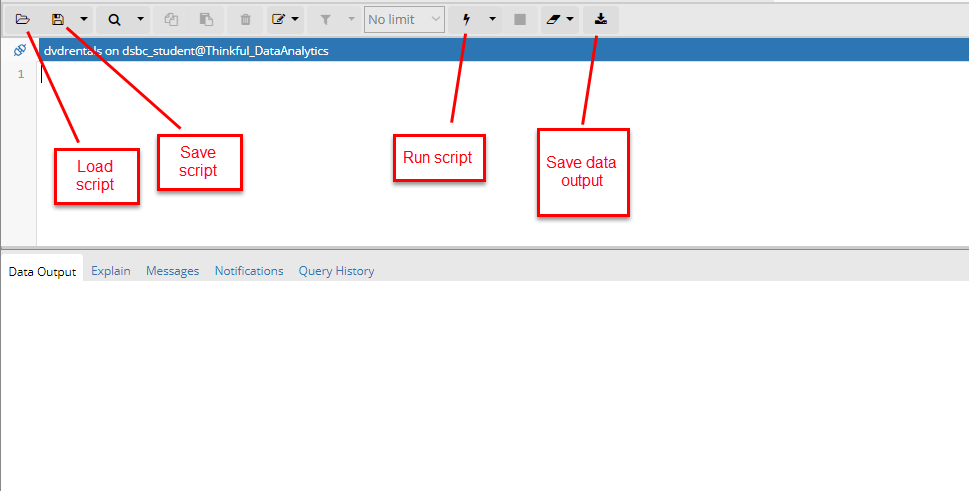 No limit
dvdrentals on dsbc_student@Thinkful_DataAnalytics
1
Load
script
Save
script
Run script
Save data
output
Data Output Explain Messages Notifications Query History